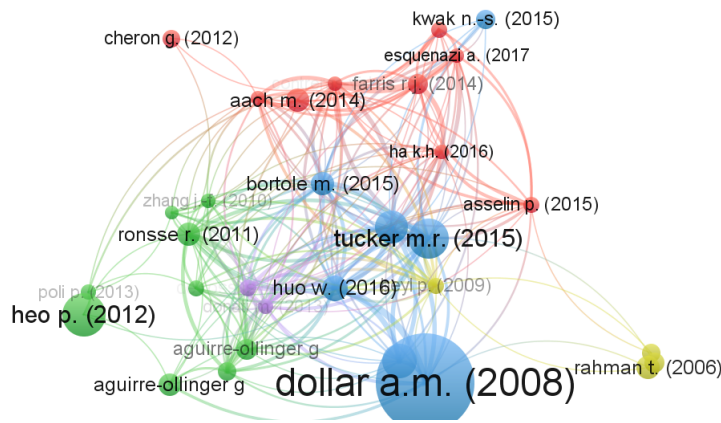 kwak n.-s. (2015)
cheron g. (2012)
esquenazi a. (2017
farris r.j. (2014)
aach m. (2014)
ha k.h. (2016)
bortole m. (2015)
zhang j.-f. (2010)
asselin p. (2015)
ronsse r. (2011)
tucker m.r. (2015)
huo w. (2016)
(2009)
poli p. (2013)
heo p. (2012)
aguirre-ollinger g
rahman t. (2006)
dollar a.m. (2008)
aguirre-ollinger g